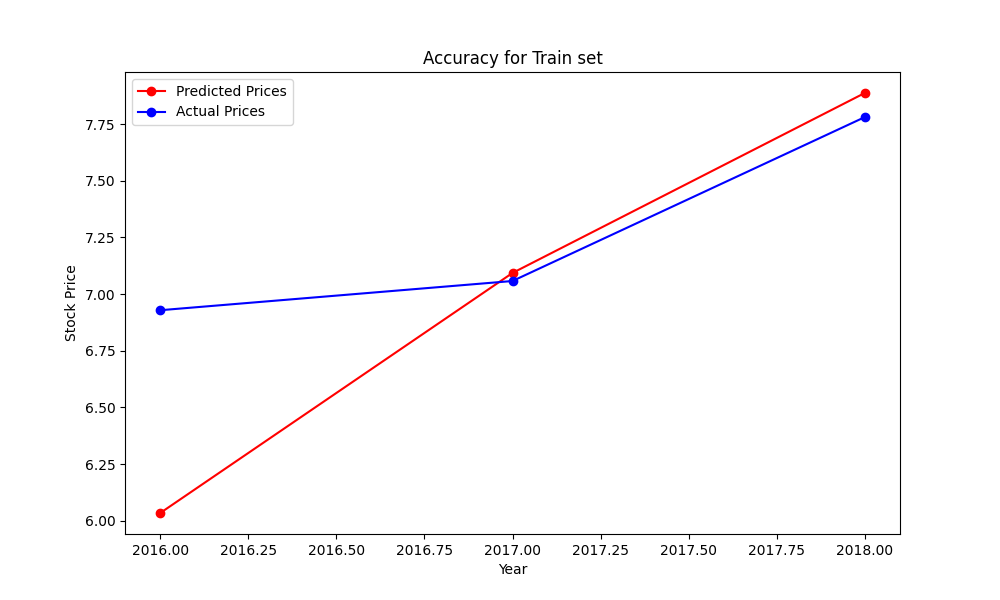 Accuracy for Train set
Predicted Prices
Actual Prices
7.75
7.50
7.25
7.00
6.75
6.50
6.25
6.00
Stock Price
2016.00 2016.25 2016.50 2016.75 2017.00 2017.25 2017.50 2017.75 2018.00
Year